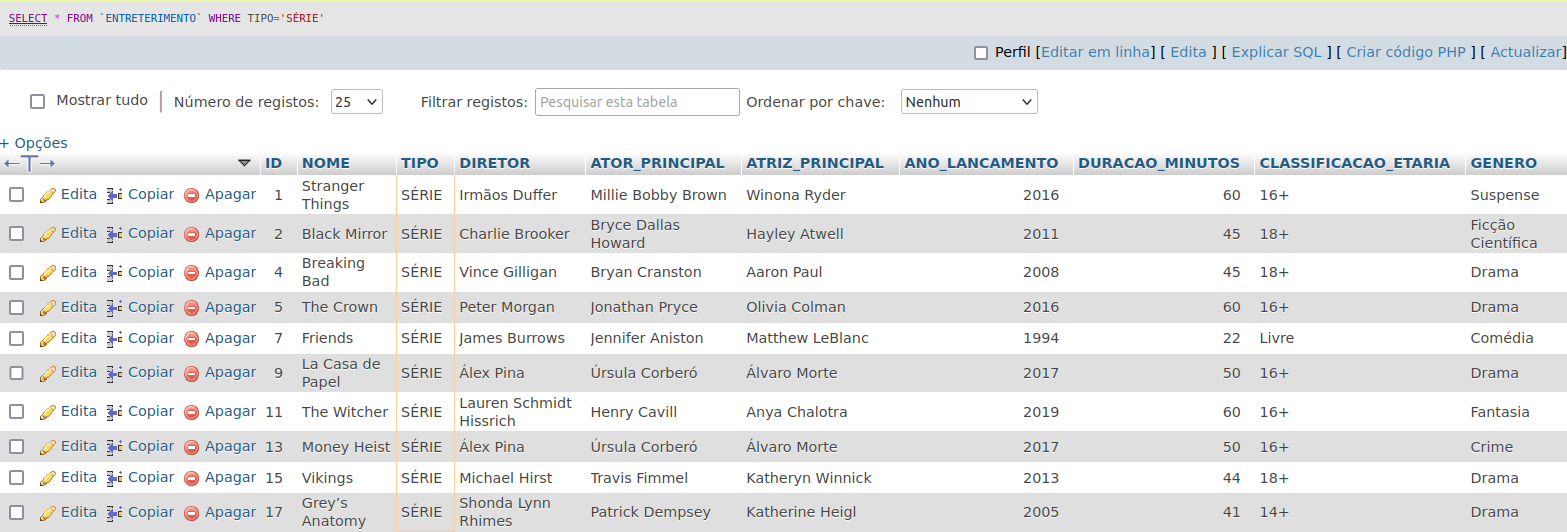 SELECT * FROM `ENTRETERIMENTO` WHERE TIPO='SÉRIE'
Perfil [Editar em linha] [ Edita ] [ Explicar SQL ] [ Criar código PHP ] [ Actualizar]
Mostrar tudo | Número de registos: 25 Filtrar registos: Pesquisar esta tabela Ordenar por chave: Nenhum
+ Opções
←T→ ID NOME TIPO DIRETOR ATOR_PRINCIPAL ATRIZ_PRINCIPAL ANO_LANCAMENTO DURACAO_MINUTOS CLASSIFICACAO_ETARIA GENERO
Edita Copiar Apagar 1 Stranger Things SÉRIE Irmãos Duffer Millie Bobby Brown Winona Ryder 2016 60 16+ Suspense
Edita Copiar Apagar 2 Black Mirror SÉRIE Charlie Brooker Bryce Dallas Howard Hayley Atwell 2011 45 18+ Ficção Científica
Edita Copiar Apagar 4 Breaking Bad SÉRIE Vince Gilligan Bryan Cranston Aaron Paul 2008 45 18+ Drama
Edita Copiar Apagar 5 The Crown SÉRIE Peter Morgan Jonathan Pryce Olivia Colman 2016 60 16+ Drama
Edita Copiar Apagar 7 Friends SÉRIE James Burrows Jennifer Aniston Matthew LeBlanc 1994 22 Livre Comédia
Edita Copiar Apagar 9 La Casa de Papel SÉRIE Álex Pina Úrsula Corberó Álvaro Morte 2017 50 16+ Drama
Edita Copiar Apagar 11 The Witcher SÉRIE Lauren Schmidt Hissrich Henry Cavill Anya Chalotra 2019 60 16+ Fantasia
Edita Copiar Apagar 13 Money Heist SÉRIE Álex Pina Úrsula Corberó Álvaro Morte 2017 50 16+ Crime
Edita Copiar Apagar 15 Vikings SÉRIE Michael Hirst Travis Fimmel Katheryn Winnick 2013 44 18+ Drama
Edita Copiar Apagar 17 Grey’s Anatomy SÉRIE Shonda Lynn Rhimes Patrick Dempsey Katherine Heigl 2005 41 14+ Drama